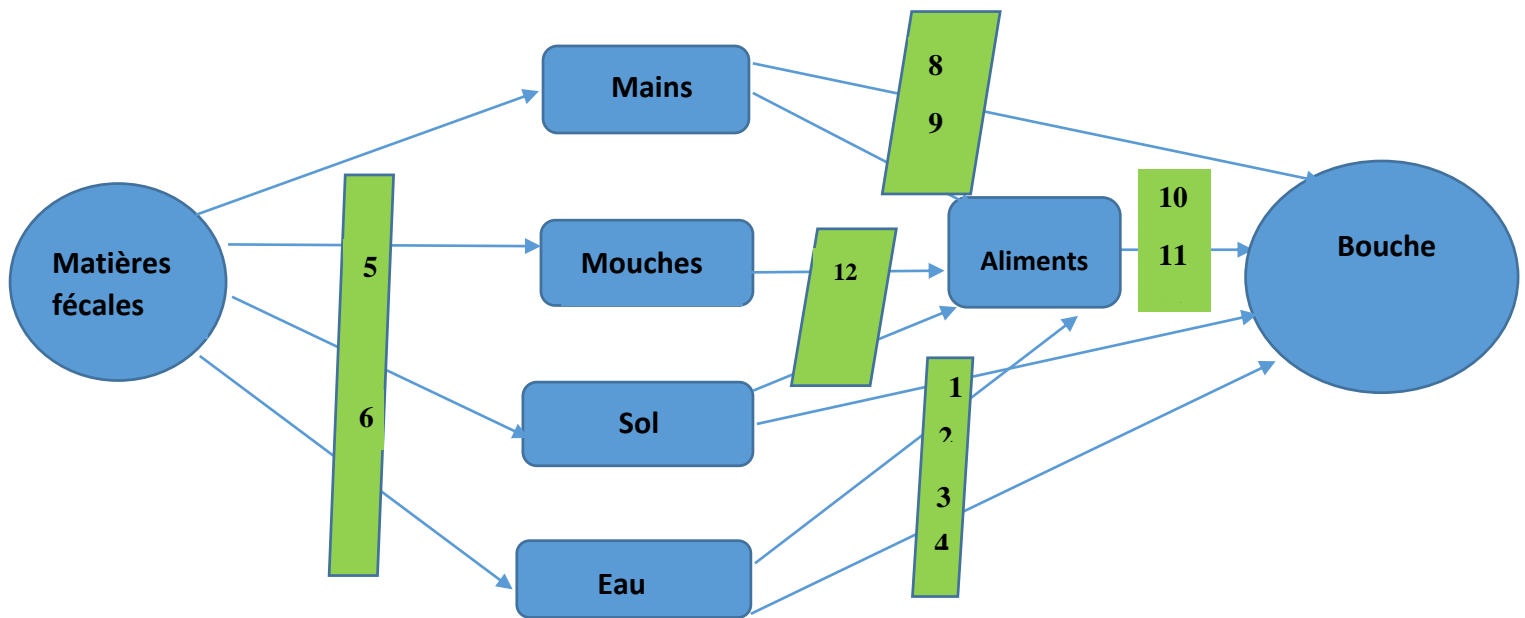 Matières
fécales
5
6
Mains
Mouches
Sol
Eau
8
9
12
Aliments
1
2
3
4
10
11
Bouche